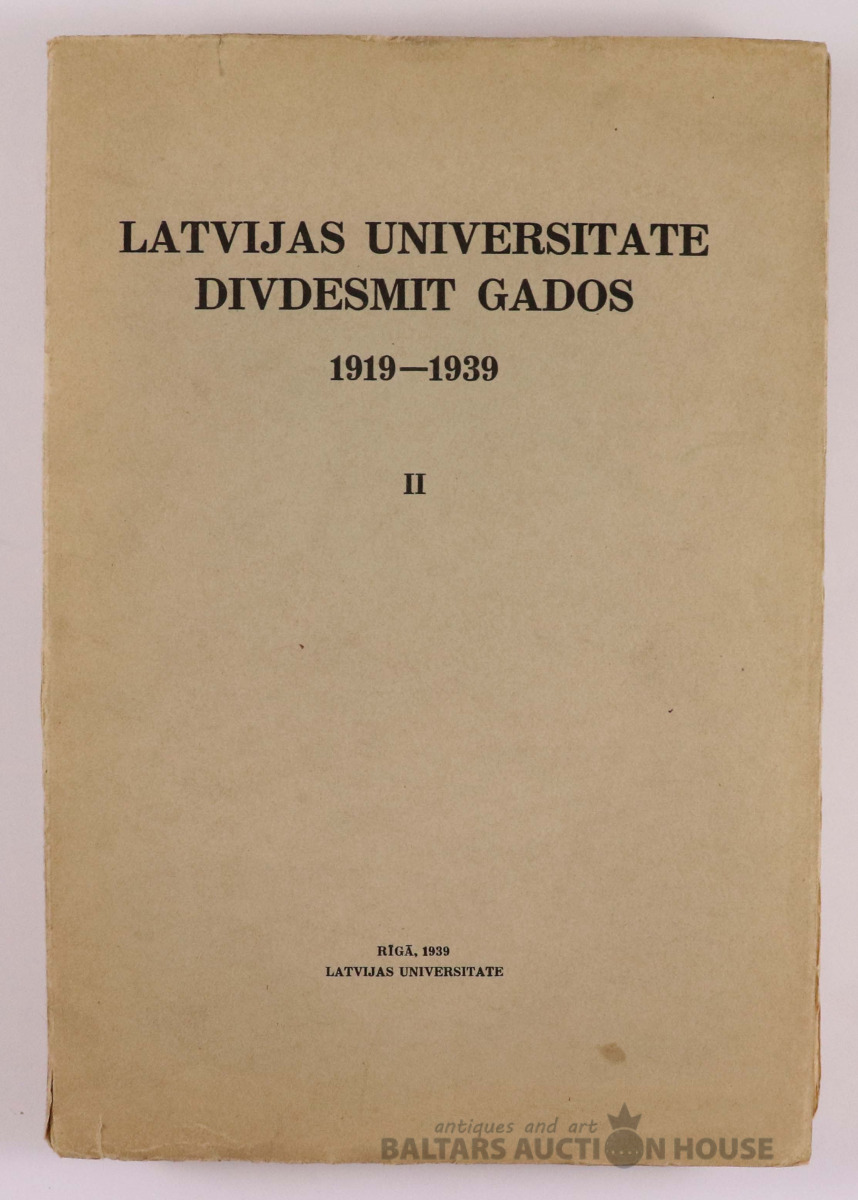 LATVIJAS UNIVERSITATE
DIVDESMIT GADOS
1919—1939
II
RĪGĀ, 1939
LATVIJAS UNIVERSITATE
antiques and art
BALTARS AUCTION HOUSE